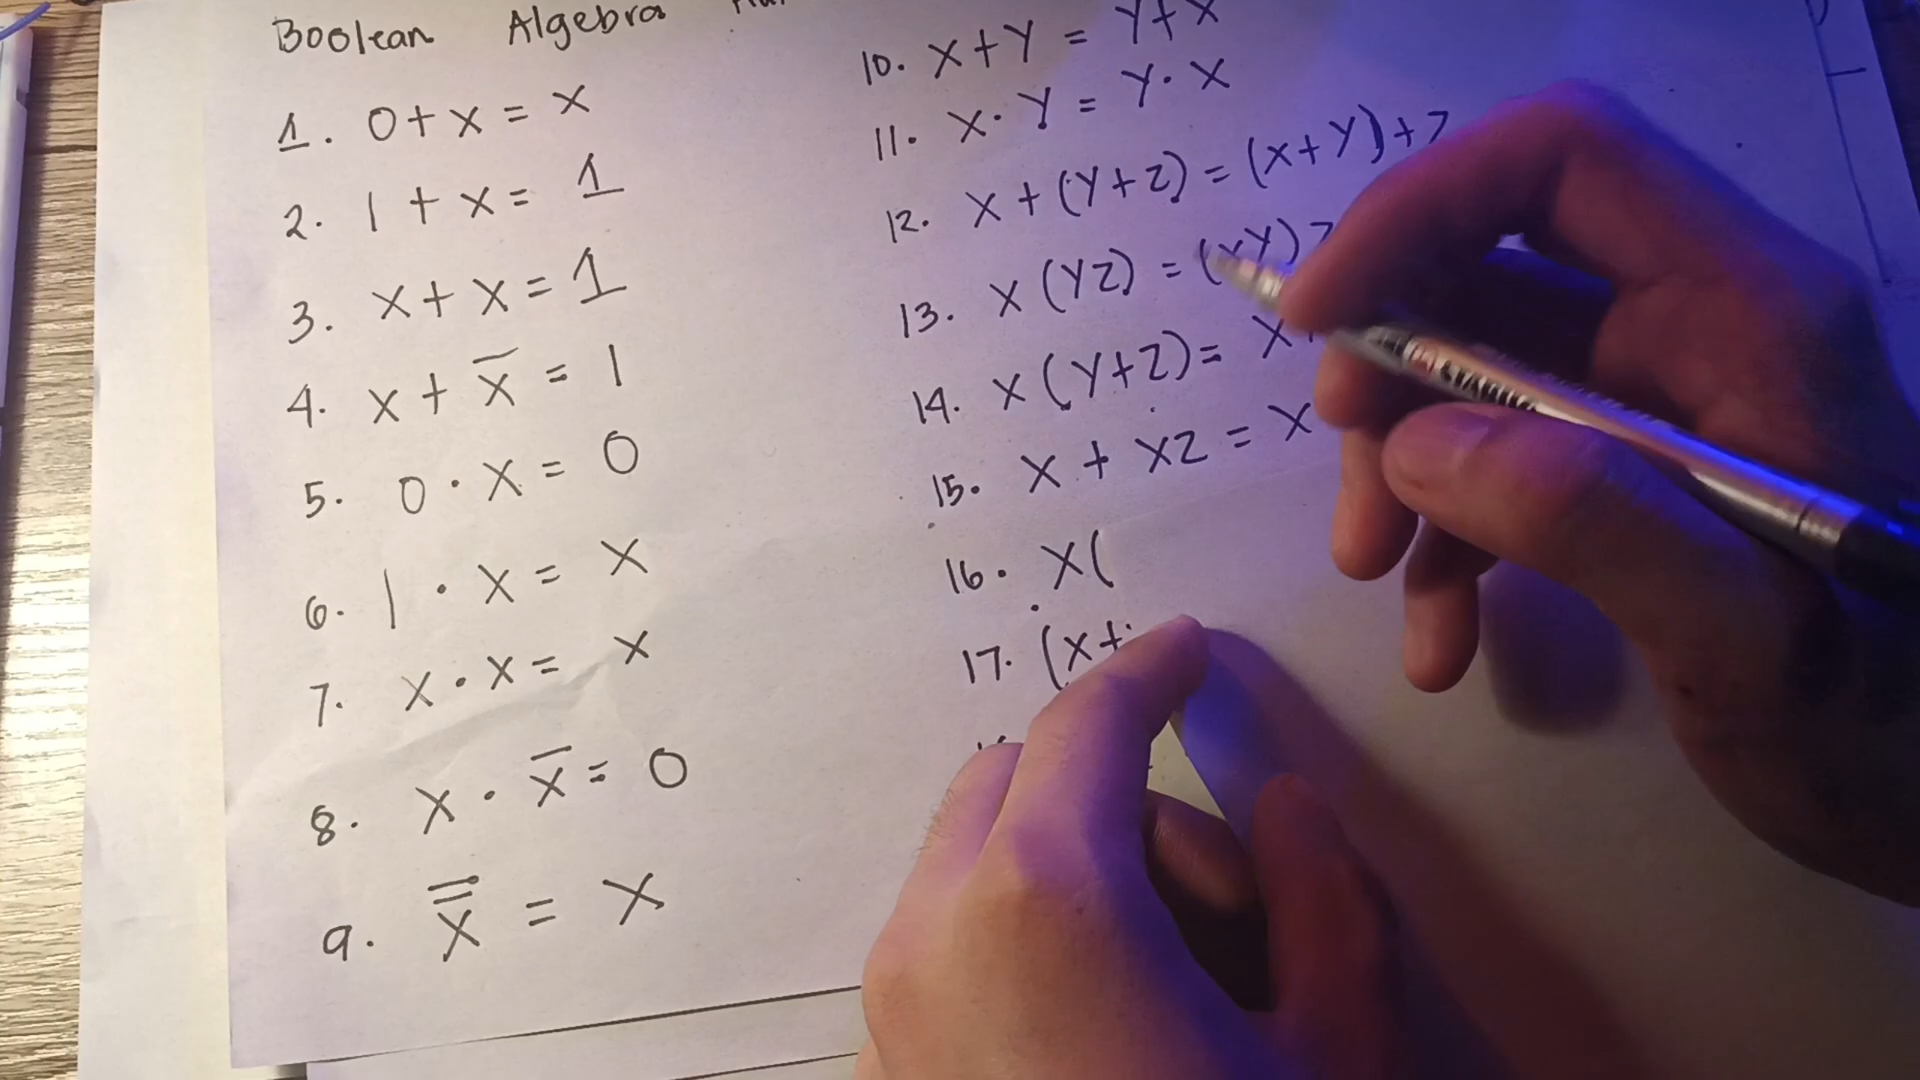 Boolean Algebra
1. 0 + x = x
2. 1 + x = 1
3. x + x = 1
4. x + x̅ = 1
5. 0 · x = 0
6. 1 · x = x
7. x · x = x
8. x · x̅ = 0
9. x̿ = x
10. x + y = y + x
11. x · y = y · x
12. x + (y + z) = (x + y) + z
13. x (yz) = (xy) z
14. x (y + z) = x
15. x + xz = x
16. x (
17. (x +